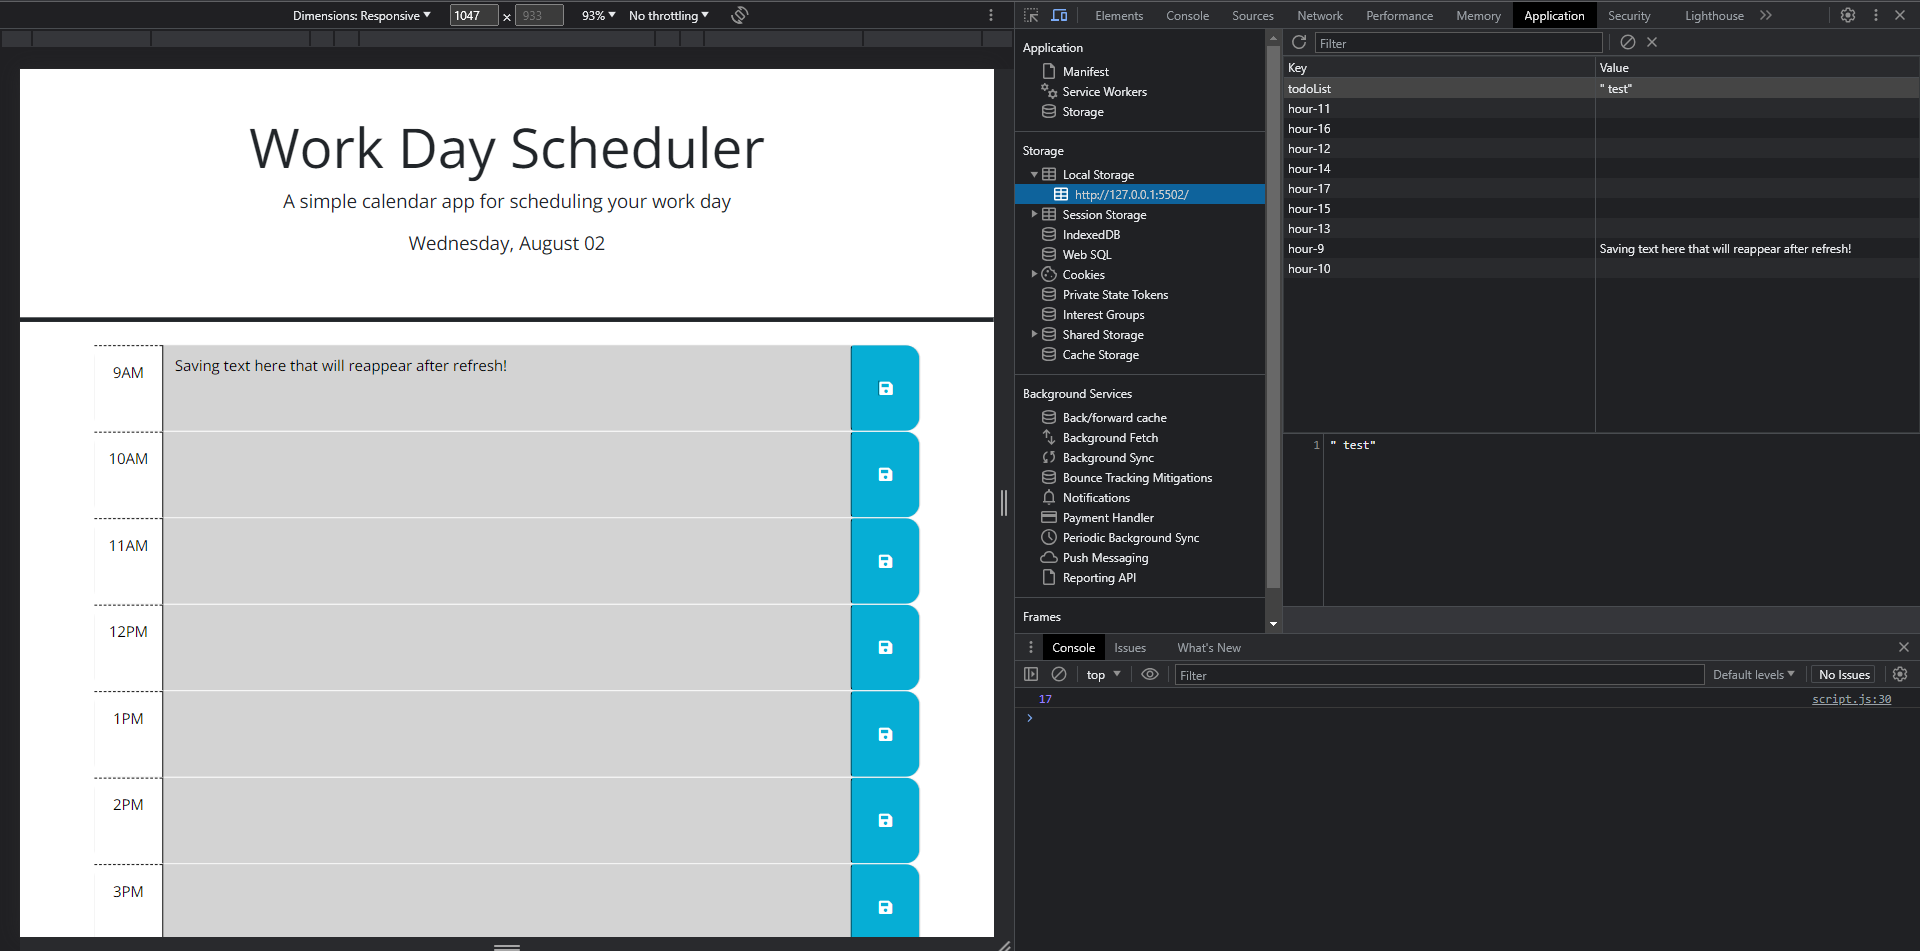 Dimensions: Responsive 1047 × 933 93% No throttling
Work Day Scheduler
A simple calendar app for scheduling your work day
Wednesday, August 02
9AM Saving text here that will reappear after refresh!
10AM
11AM
12PM
1PM
2PM
3PM
Elements Console Sources Network Performance Memory Application Security Lighthouse
Application
Manifest
Service Workers
Storage
Storage
Local Storage
http://127.0.0.1:5502/
Session Storage
IndexedDB
Web SQL
Cookies
Private State Tokens
Interest Groups
Shared Storage
Cache Storage
Background Services
Back/forward cache
Background Fetch
Background Sync
Bounce Tracking Mitigations
Notifications
Payment Handler
Periodic Background Sync
Push Messaging
Reporting API
Frames
Filter
Key Value
todoList " test"
hour-11
hour-16
hour-12
hour-14
hour-17
hour-15
hour-13
hour-9 Saving text here that will reappear after refresh!
hour-10
1 " test"
Console Issues What's New
top Filter Default levels No Issues
17 script.js:30